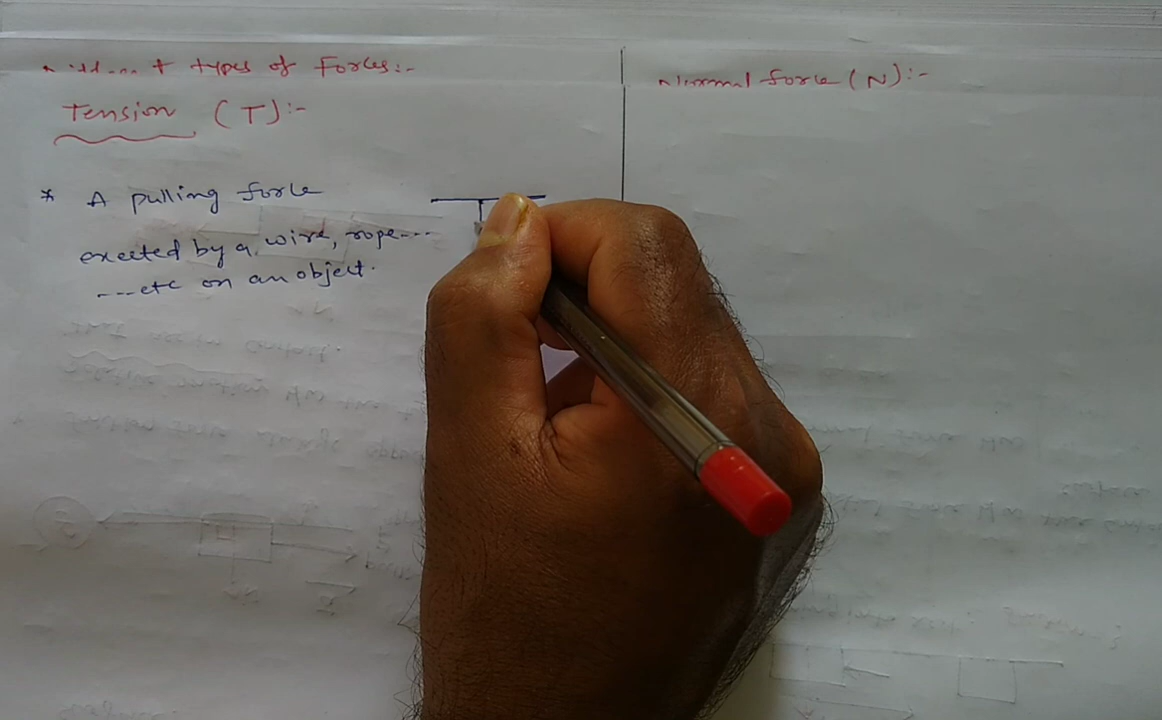 types of Forces:-
Tension (T):-
* A pulling force
exerted by a wire, rope---
---etc on an object.
Normal force (N):-